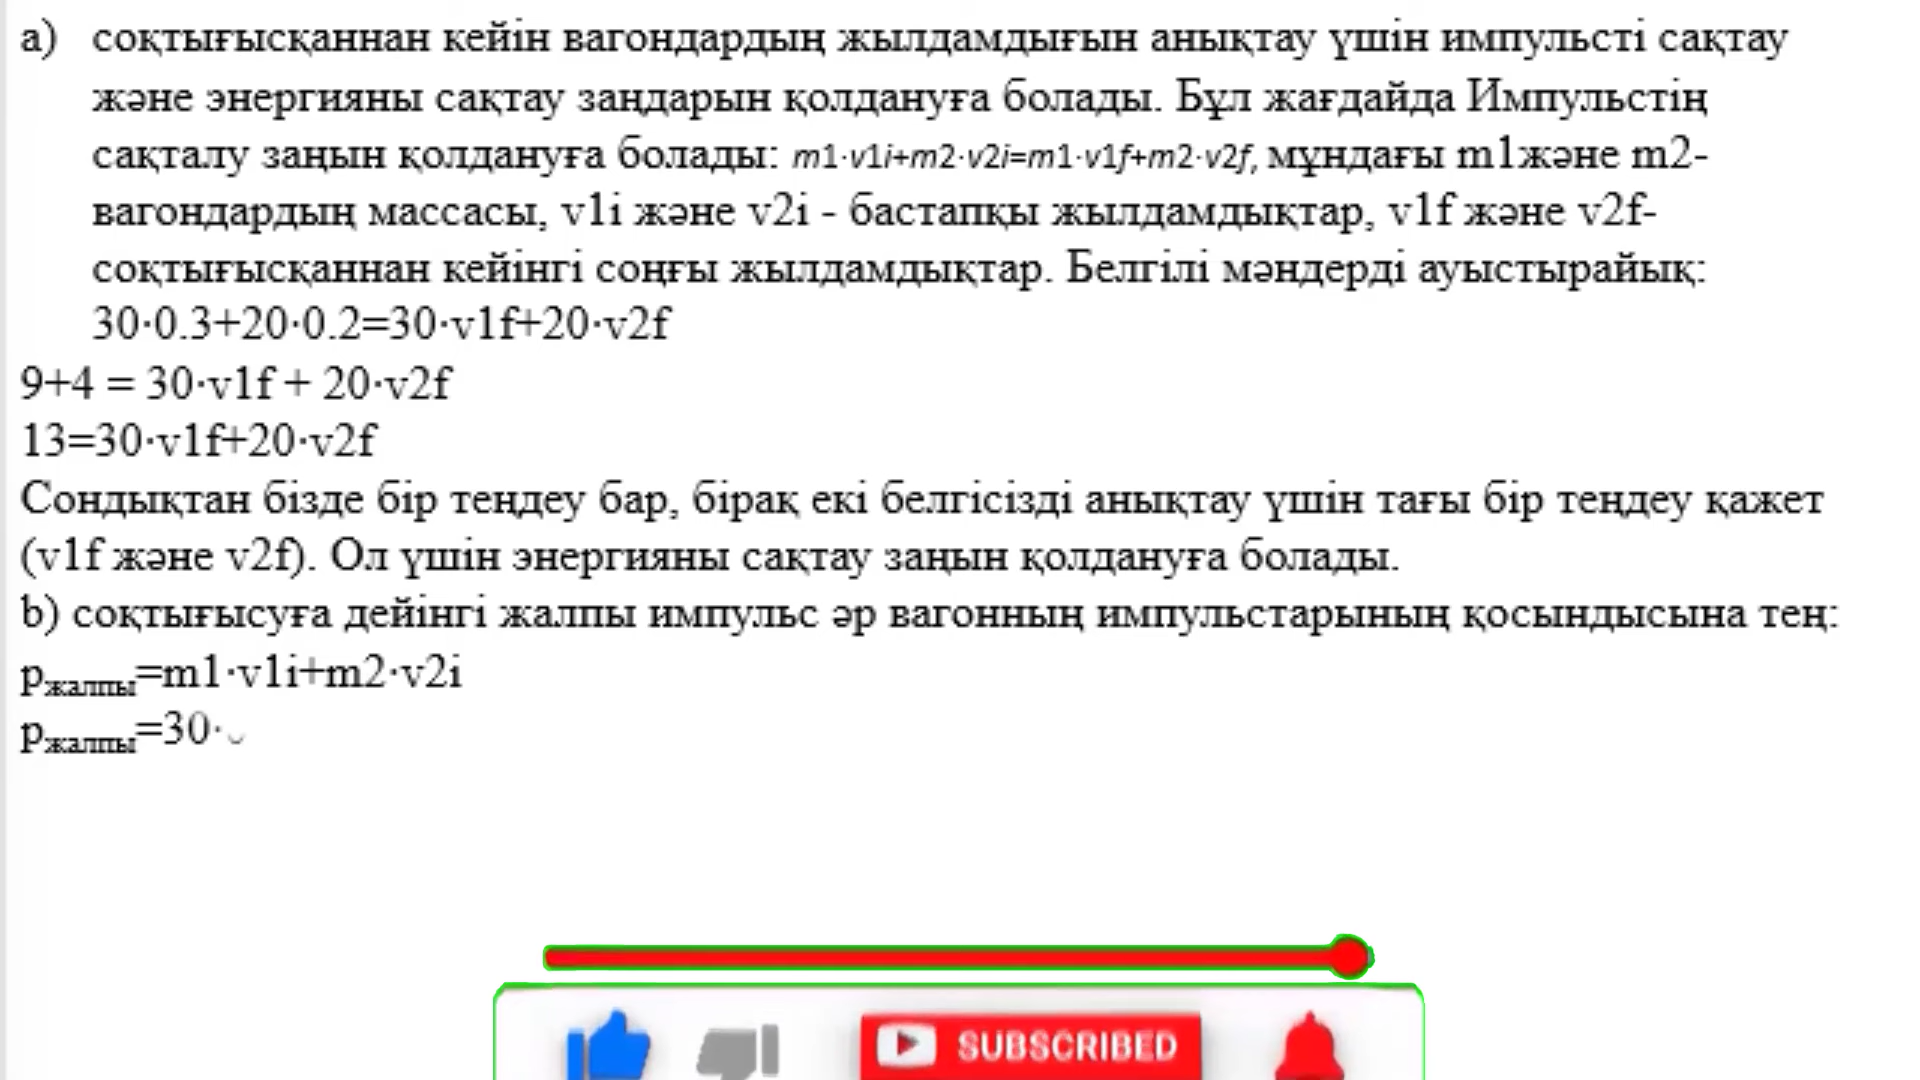 a) соқтығысқаннан кейін вагондардың жылдамдығын анықтау үшін импульсті сақтау
және энергияны сақтау заңдарын қолдануға болады. Бұл жағдайда Импульстің
сақталу заңын қолдануға болады: m1·v1i+m2·v2i=m1·v1f+m2·v2f, мұндағы m1және m2-
вагондардың массасы, v1i және v2i - бастапқы жылдамдықтар, v1f және v2f-
соқтығысқаннан кейінгі соңғы жылдамдықтар. Белгілі мәндерді ауыстырайық:
30·0.3+20·0.2=30·v1f+20·v2f
9+4 = 30·v1f + 20·v2f
13=30·v1f+20·v2f
Сондықтан бізде бір теңдеу бар, бірақ екі белгісізді анықтау үшін тағы бір теңдеу қажет
(v1f және v2f). Ол үшін энергияны сақтау заңын қолдануға болады.
b) соқтығысуға дейінгі жалпы импульс әр вагонның импульстарының қосындысына тең:
pжалпы=m1·v1i+m2·v2i
pжалпы=30·
SUBSCRIBED